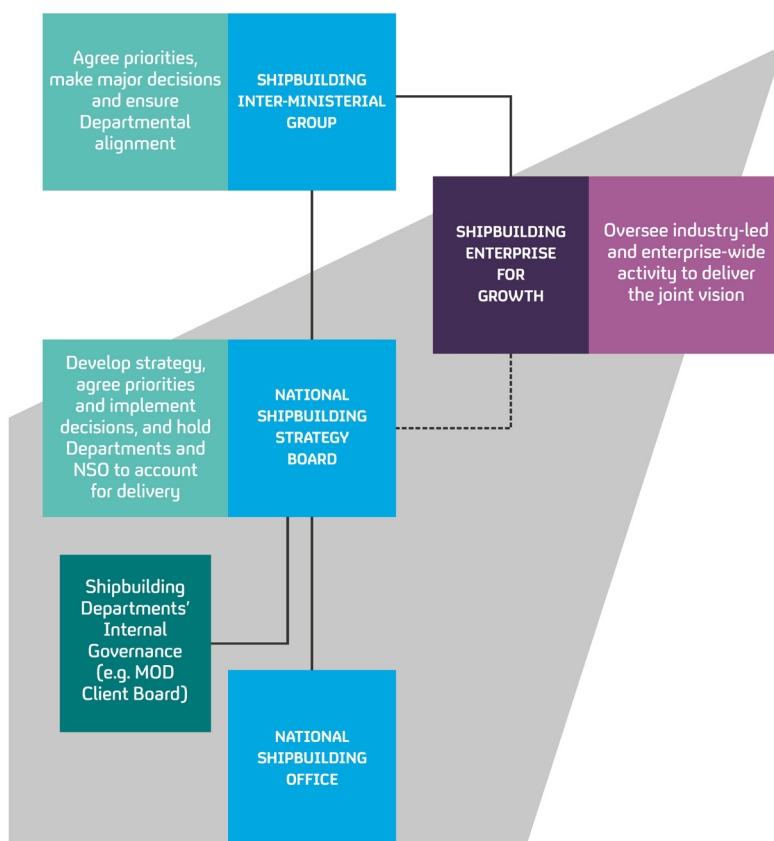 Agree priorities,
make major decisions
and ensure
Departmental
alignment
SHIPBUILDING
INTER-MINISTERIAL
GROUP
SHIPBUILDING
ENTERPRISE
FOR
GROWTH
Oversee industry-led
and enterprise-wide
activity to deliver
the joint vision
Develop strategy,
agree priorities
and implement
decisions, and hold
Departments and
NSO to account
for delivery
NATIONAL
SHIPBUILDING
STRATEGY
BOARD
Shipbuilding
Departments’
Internal
Governance
(e.g. MOD
Client Board)
NATIONAL
SHIPBUILDING
OFFICE